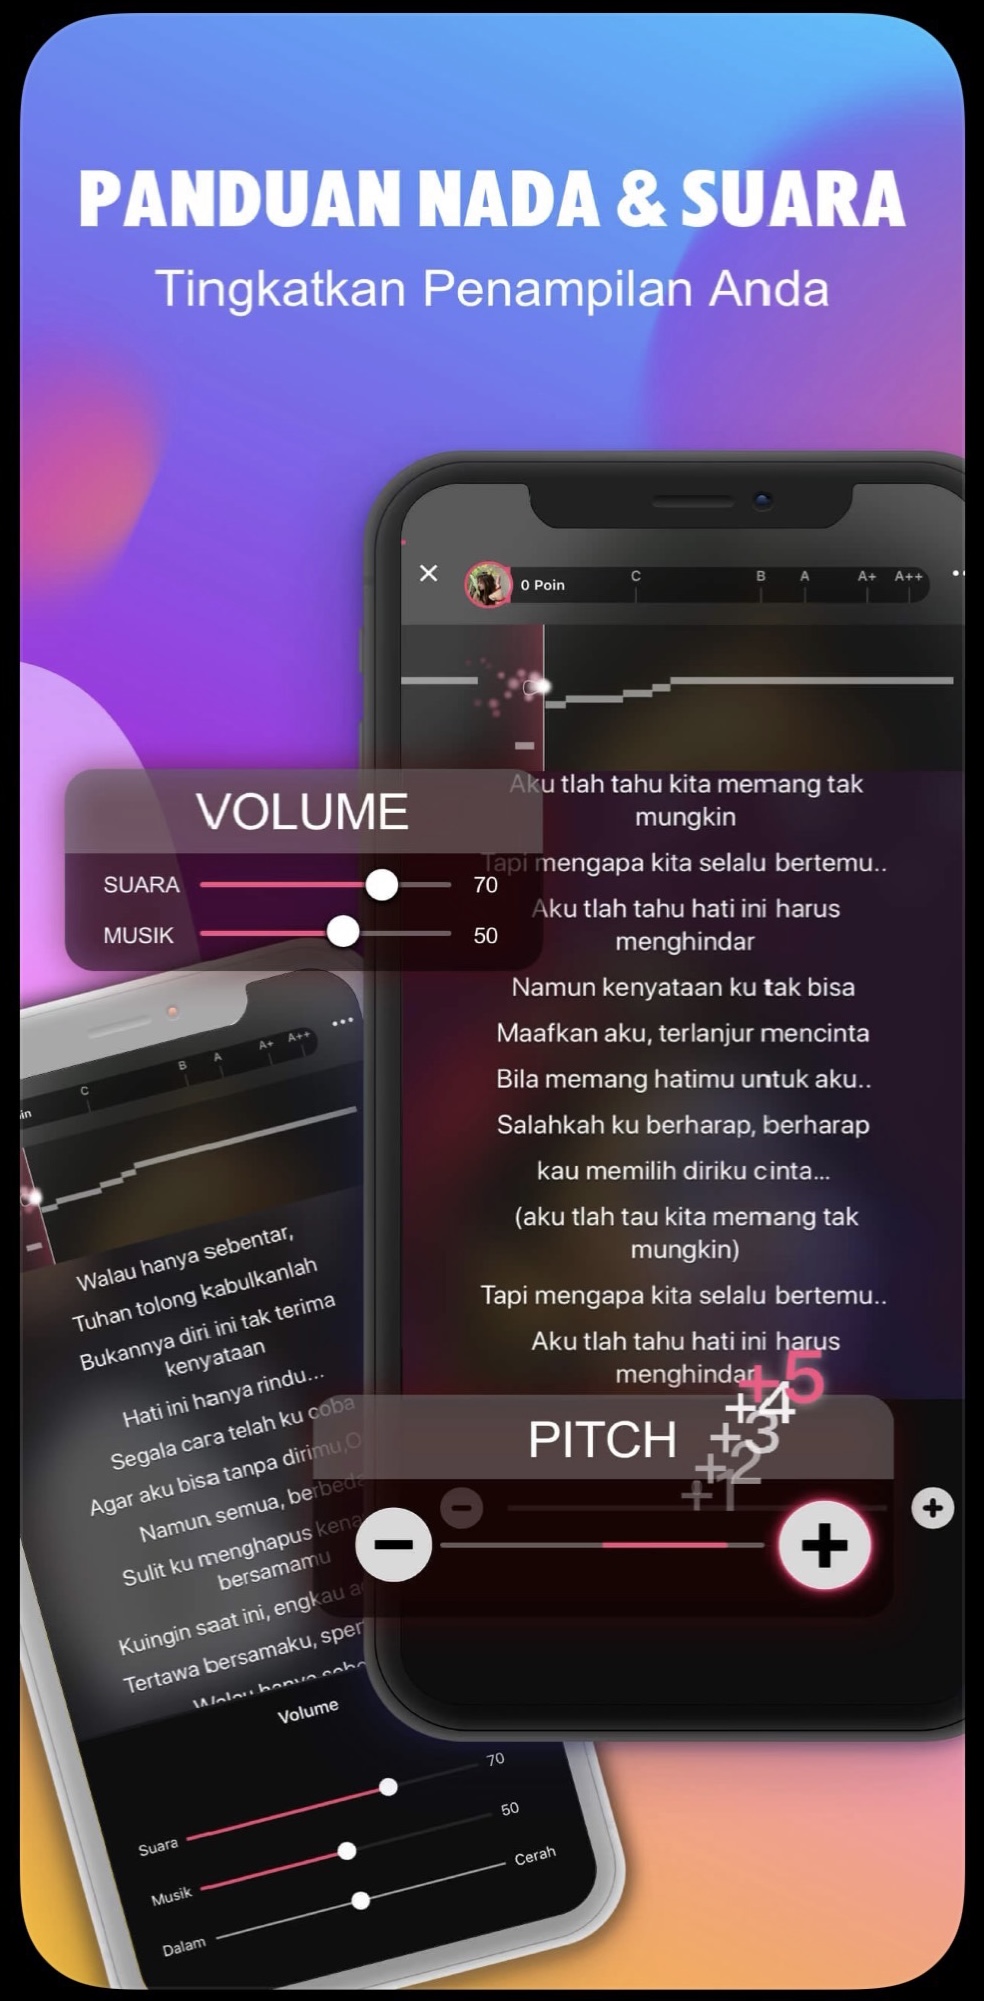 PANDUAN NADA & SUARA
Tingkatkan Penampilan Anda
0 Poin
C
B
A
A+
A++
Aku tlah tahu kita memang tak
mungkin
Tapi mengapa kita selalu bertemu..
Aku tlah tahu hati ini harus
menghindar
Namun kenyataan ku tak bisa
Maafkan aku, terlanjur mencinta
Bila memang hatimu untuk aku..
Salahkah ku berharap, berharap
kau memilih diriku cinta...
(aku tlah tau kita memang tak
mungkin)
Tapi mengapa kita selalu bertemu..
Aku tlah tahu hati ini harus
menghindar
VOLUME
SUARA 70
MUSIK 50
PITCH
+5
+4
+3
+2
+1
in
C
B
A
A+
A++
Walau hanya sebentar,
Tuhan tolong kabulkanlah
Bukannya diri ini tak terima
kenyataan
Hati ini hanya rindu...
Segala cara telah ku coba
Agar aku bisa tanpa dirimu,O
Namun semua, berbeda
Sulit ku menghapus kena
bersamamu
Kuingin saat ini, engkau a
Tertawa bersamaku, sper
Walau hanya sebe
Volume
Suara 70
Musik 50
Dalam Cerah